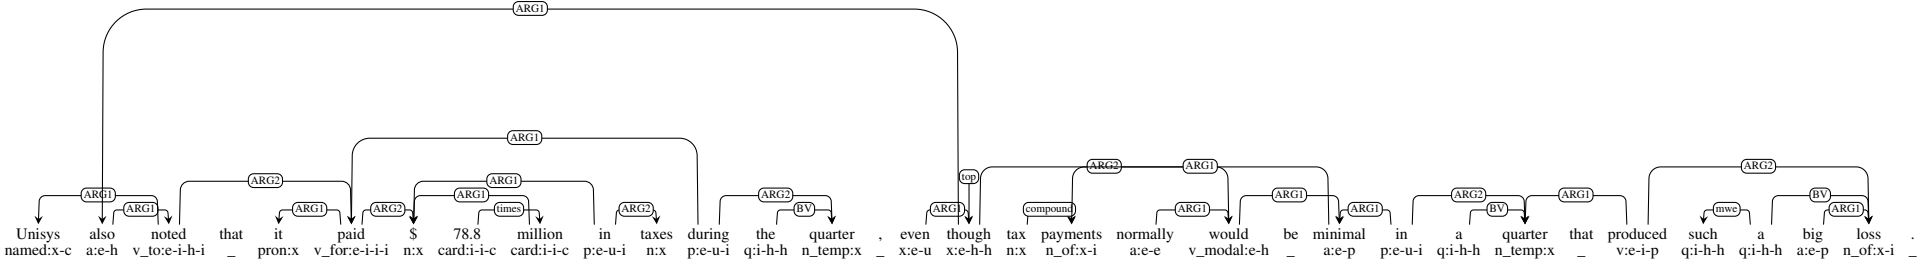 ARG1
ARG1
ARG2 ARG1 ARG2
top
ARG2 ARG1
ARG1 ARG1 ARG2 ARG1 ARG2 ARG1 BV
ARG1 ARG1 ARG2 times ARG2 BV ARG1 compound ARG1 ARG1 BV mwe ARG1
Unisys also noted that it paid $ 78.8 million in taxes during the quarter , even though tax payments normally would be minimal in a quarter that produced such a big loss .
named:x-c a:e-h v_to:e-i-h-i _ pron:x v_for:e-i-i-i n:x card:i-i-c card:i-i-c p:e-u-i n:x p:e-u-i q:i-h-h n_temp:x _ x:e-u x:e-h-h n:x n_of:x-i a:e-e v_modal:e-h _ a:e-p p:e-u-i q:i-h-h n_temp:x _ v:e-i-p q:i-h-h q:i-h-h a:e-p n_of:x-i _